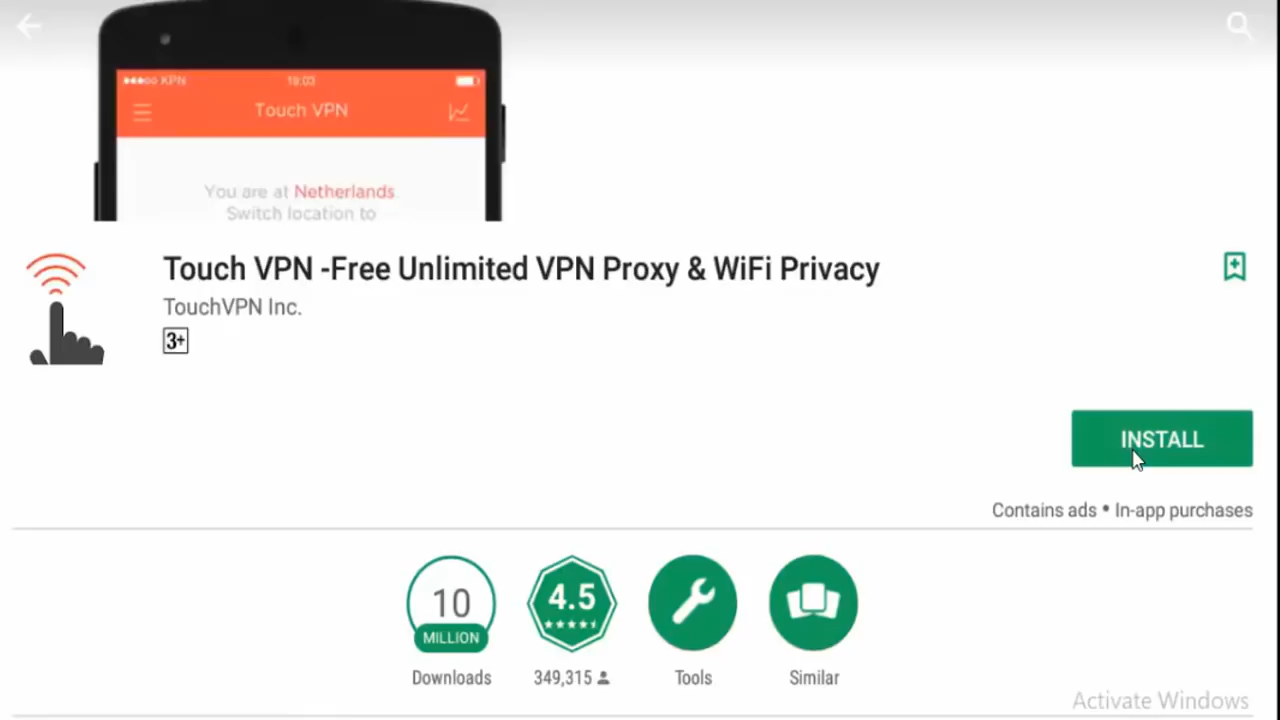 KPN 18:03
Touch VPN
You are at Netherlands
Switch location to
Touch VPN -Free Unlimited VPN Proxy & WiFi Privacy
TouchVPN Inc.
3+
INSTALL
Contains ads • In-app purchases
10
MILLION
Downloads
4.5
349,315
Tools
Similar
Activate Windows